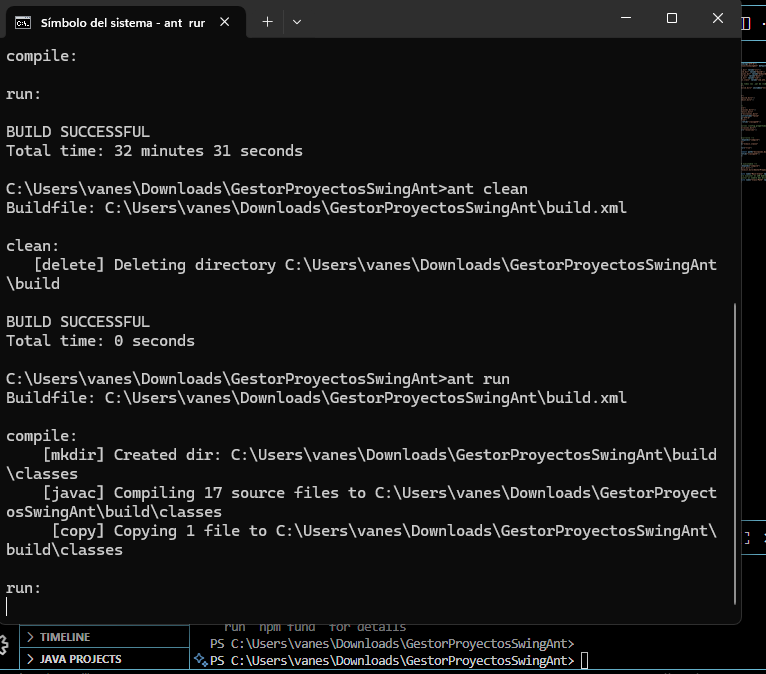 Símbolo del sistema - ant rur
compile:
run:
BUILD SUCCESSFUL
Total time: 32 minutes 31 seconds
C:\Users\vanes\Downloads\GestorProyectosSwingAnt>ant clean
Buildfile: C:\Users\vanes\Downloads\GestorProyectosSwingAnt\build.xml
clean:
[delete] Deleting directory C:\Users\vanes\Downloads\GestorProyectosSwingAnt
\build
BUILD SUCCESSFUL
Total time: 0 seconds
C:\Users\vanes\Downloads\GestorProyectosSwingAnt>ant run
Buildfile: C:\Users\vanes\Downloads\GestorProyectosSwingAnt\build.xml
compile:
[mkdir] Created dir: C:\Users\vanes\Downloads\GestorProyectosSwingAnt\build
\classes
[javac] Compiling 17 source files to C:\Users\vanes\Downloads\GestorProyect
osSwingAnt\build\classes
[copy] Copying 1 file to C:\Users\vanes\Downloads\GestorProyectosSwingAnt\
build\classes
run:
run `npm fund` for details
TIMELINE
PS C:\Users\vanes\Downloads\GestorProyectosSwingAnt>
JAVA PROJECTS
PS C:\Users\vanes\Downloads\GestorProyectosSwingAnt>